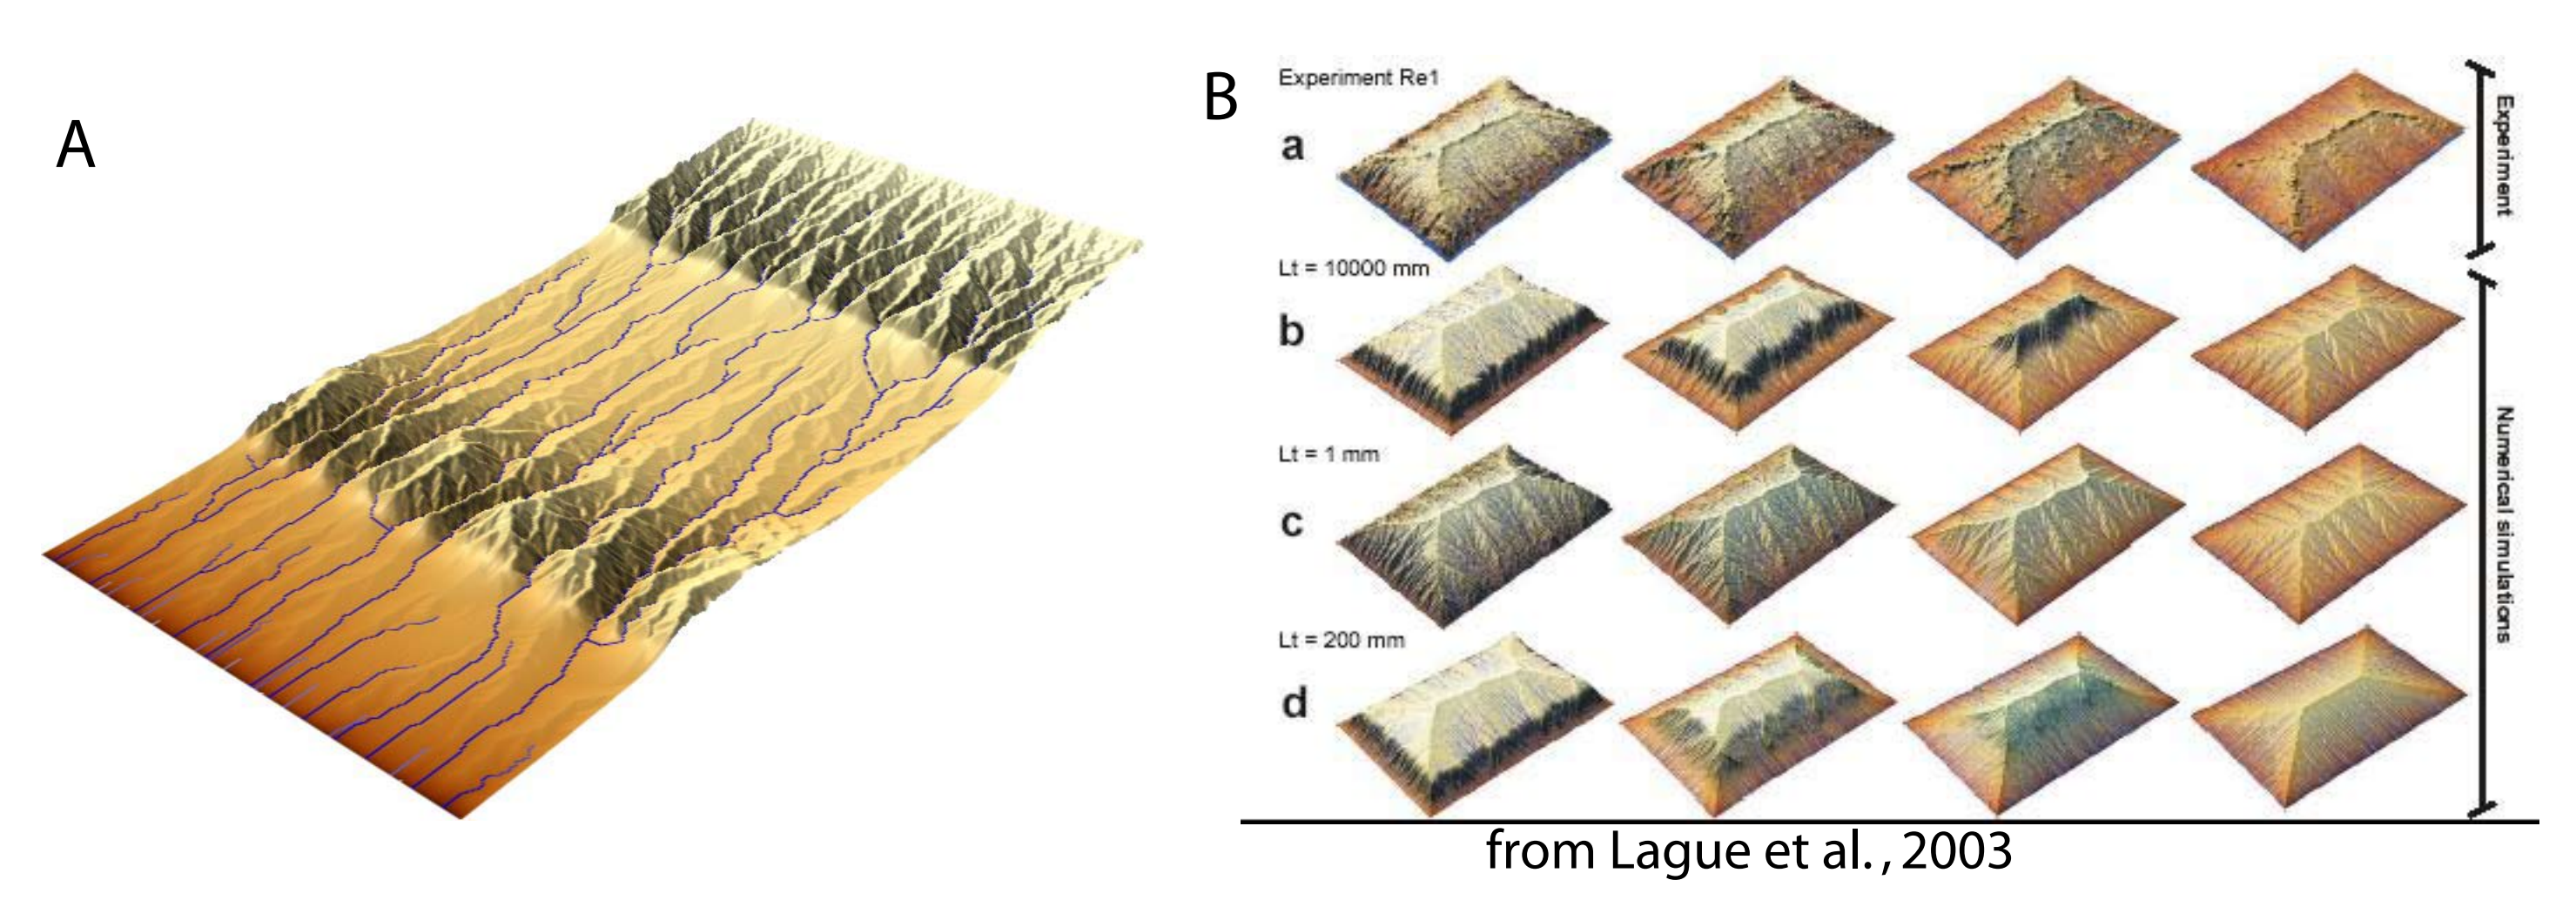 A
B
Experiment Re1
a
Experiment
Lt = 10000 mm
b
Lt = 1 mm
c
Numerical simulations
Lt = 200 mm
d
from Lague et al., 2003